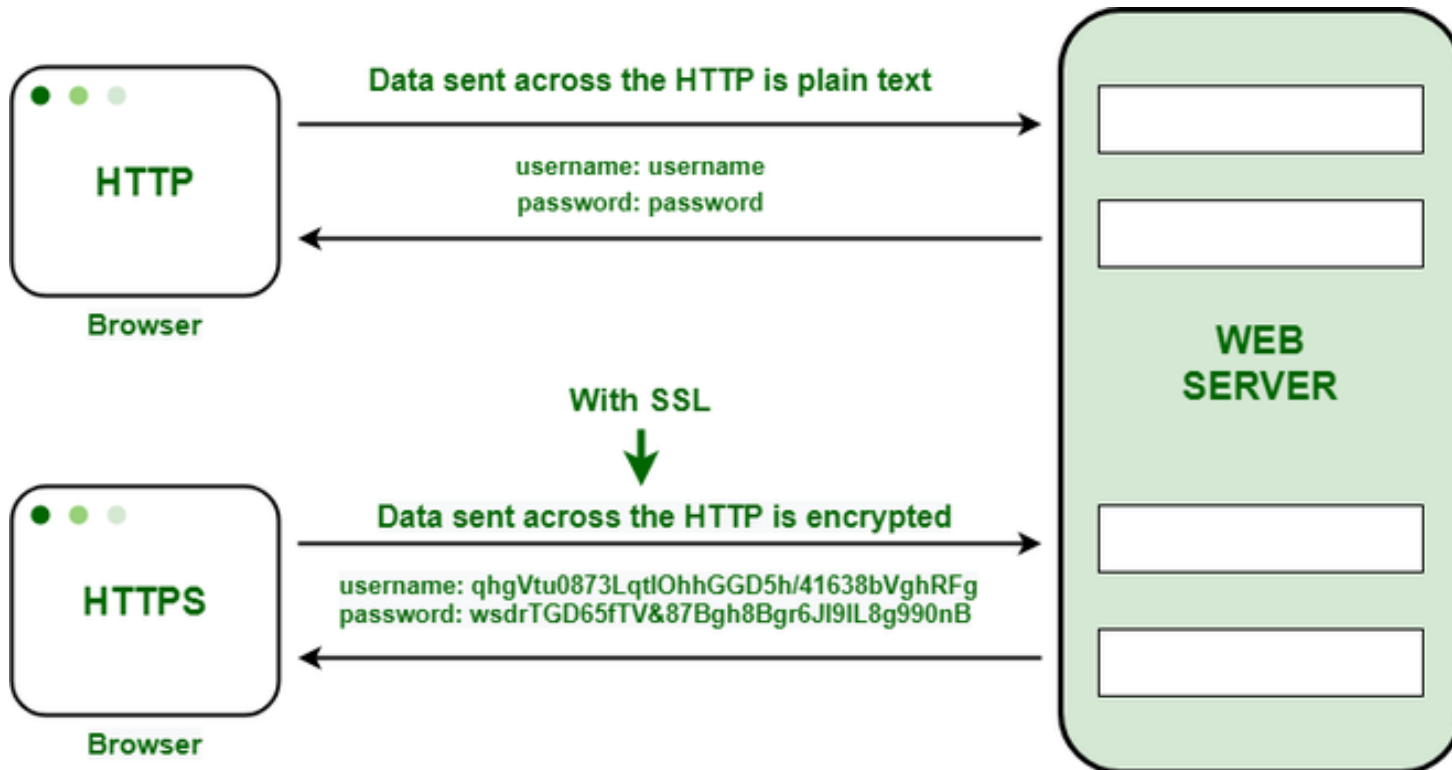 Data sent across the HTTP is plain text
HTTP
username: username
password: password
Browser
WEB
SERVER
With SSL
Data sent across the HTTP is encrypted
HTTPS
username: qhgVtu0873LqtlOhhGGD5h/41638bVghRFg
password: wsdrTGD65fTV&87Bgh8Bgr6Jl9lL8g990nB
Browser